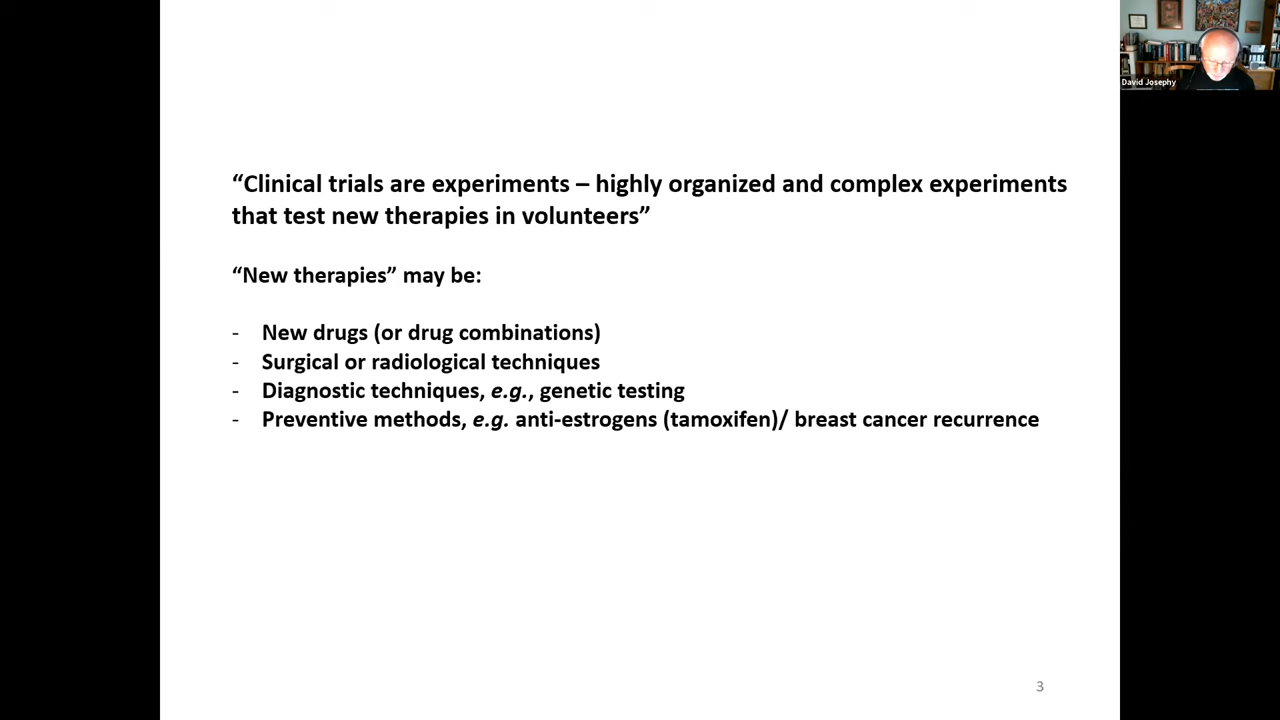 David Josephy
“Clinical trials are experiments – highly organized and complex experiments
that test new therapies in volunteers”
“New therapies” may be:
- New drugs (or drug combinations)
- Surgical or radiological techniques
- Diagnostic techniques, e.g., genetic testing
- Preventive methods, e.g. anti-estrogens (tamoxifen)/ breast cancer recurrence
3